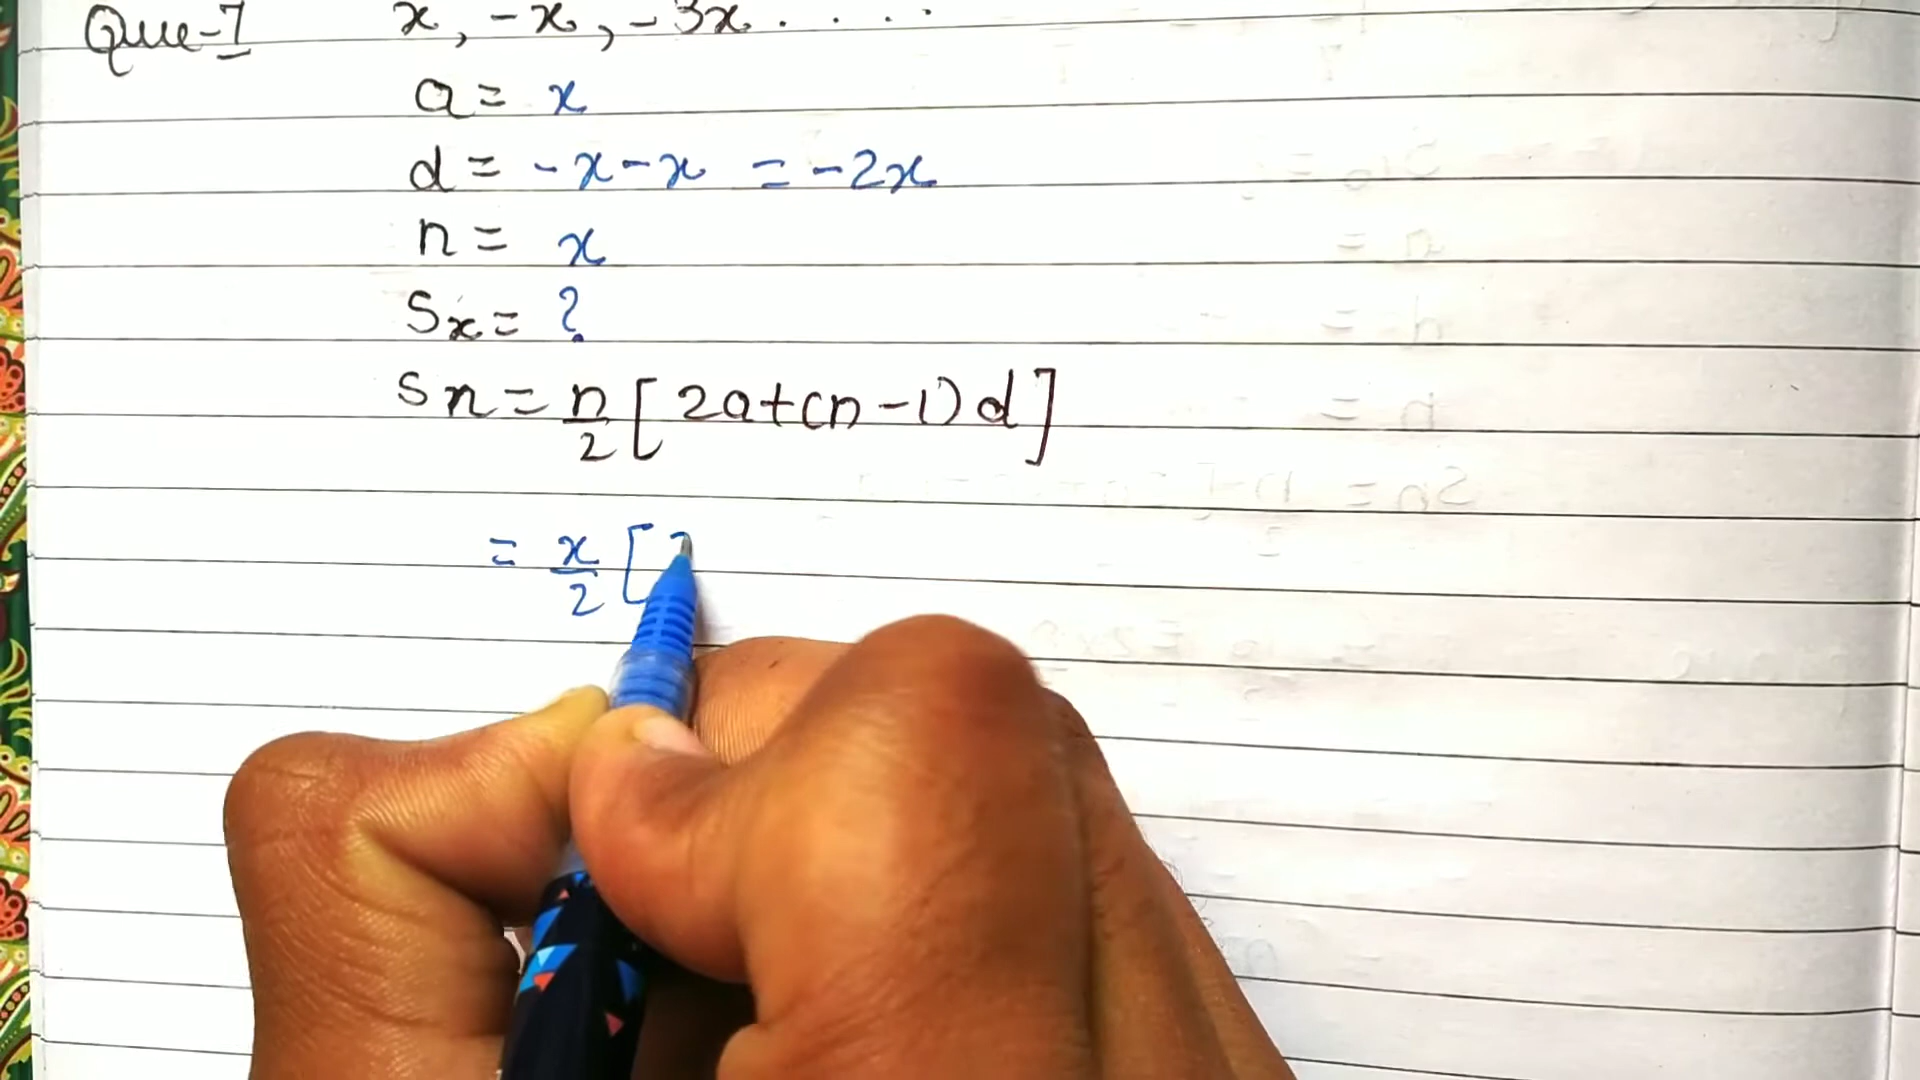 Que-7 x, -x, -3x . . . .
a = x
d = -x-x = -2x
n = x
Sx = ?
Sn = n/2 [2a+(n-1)d]
= x/2 [